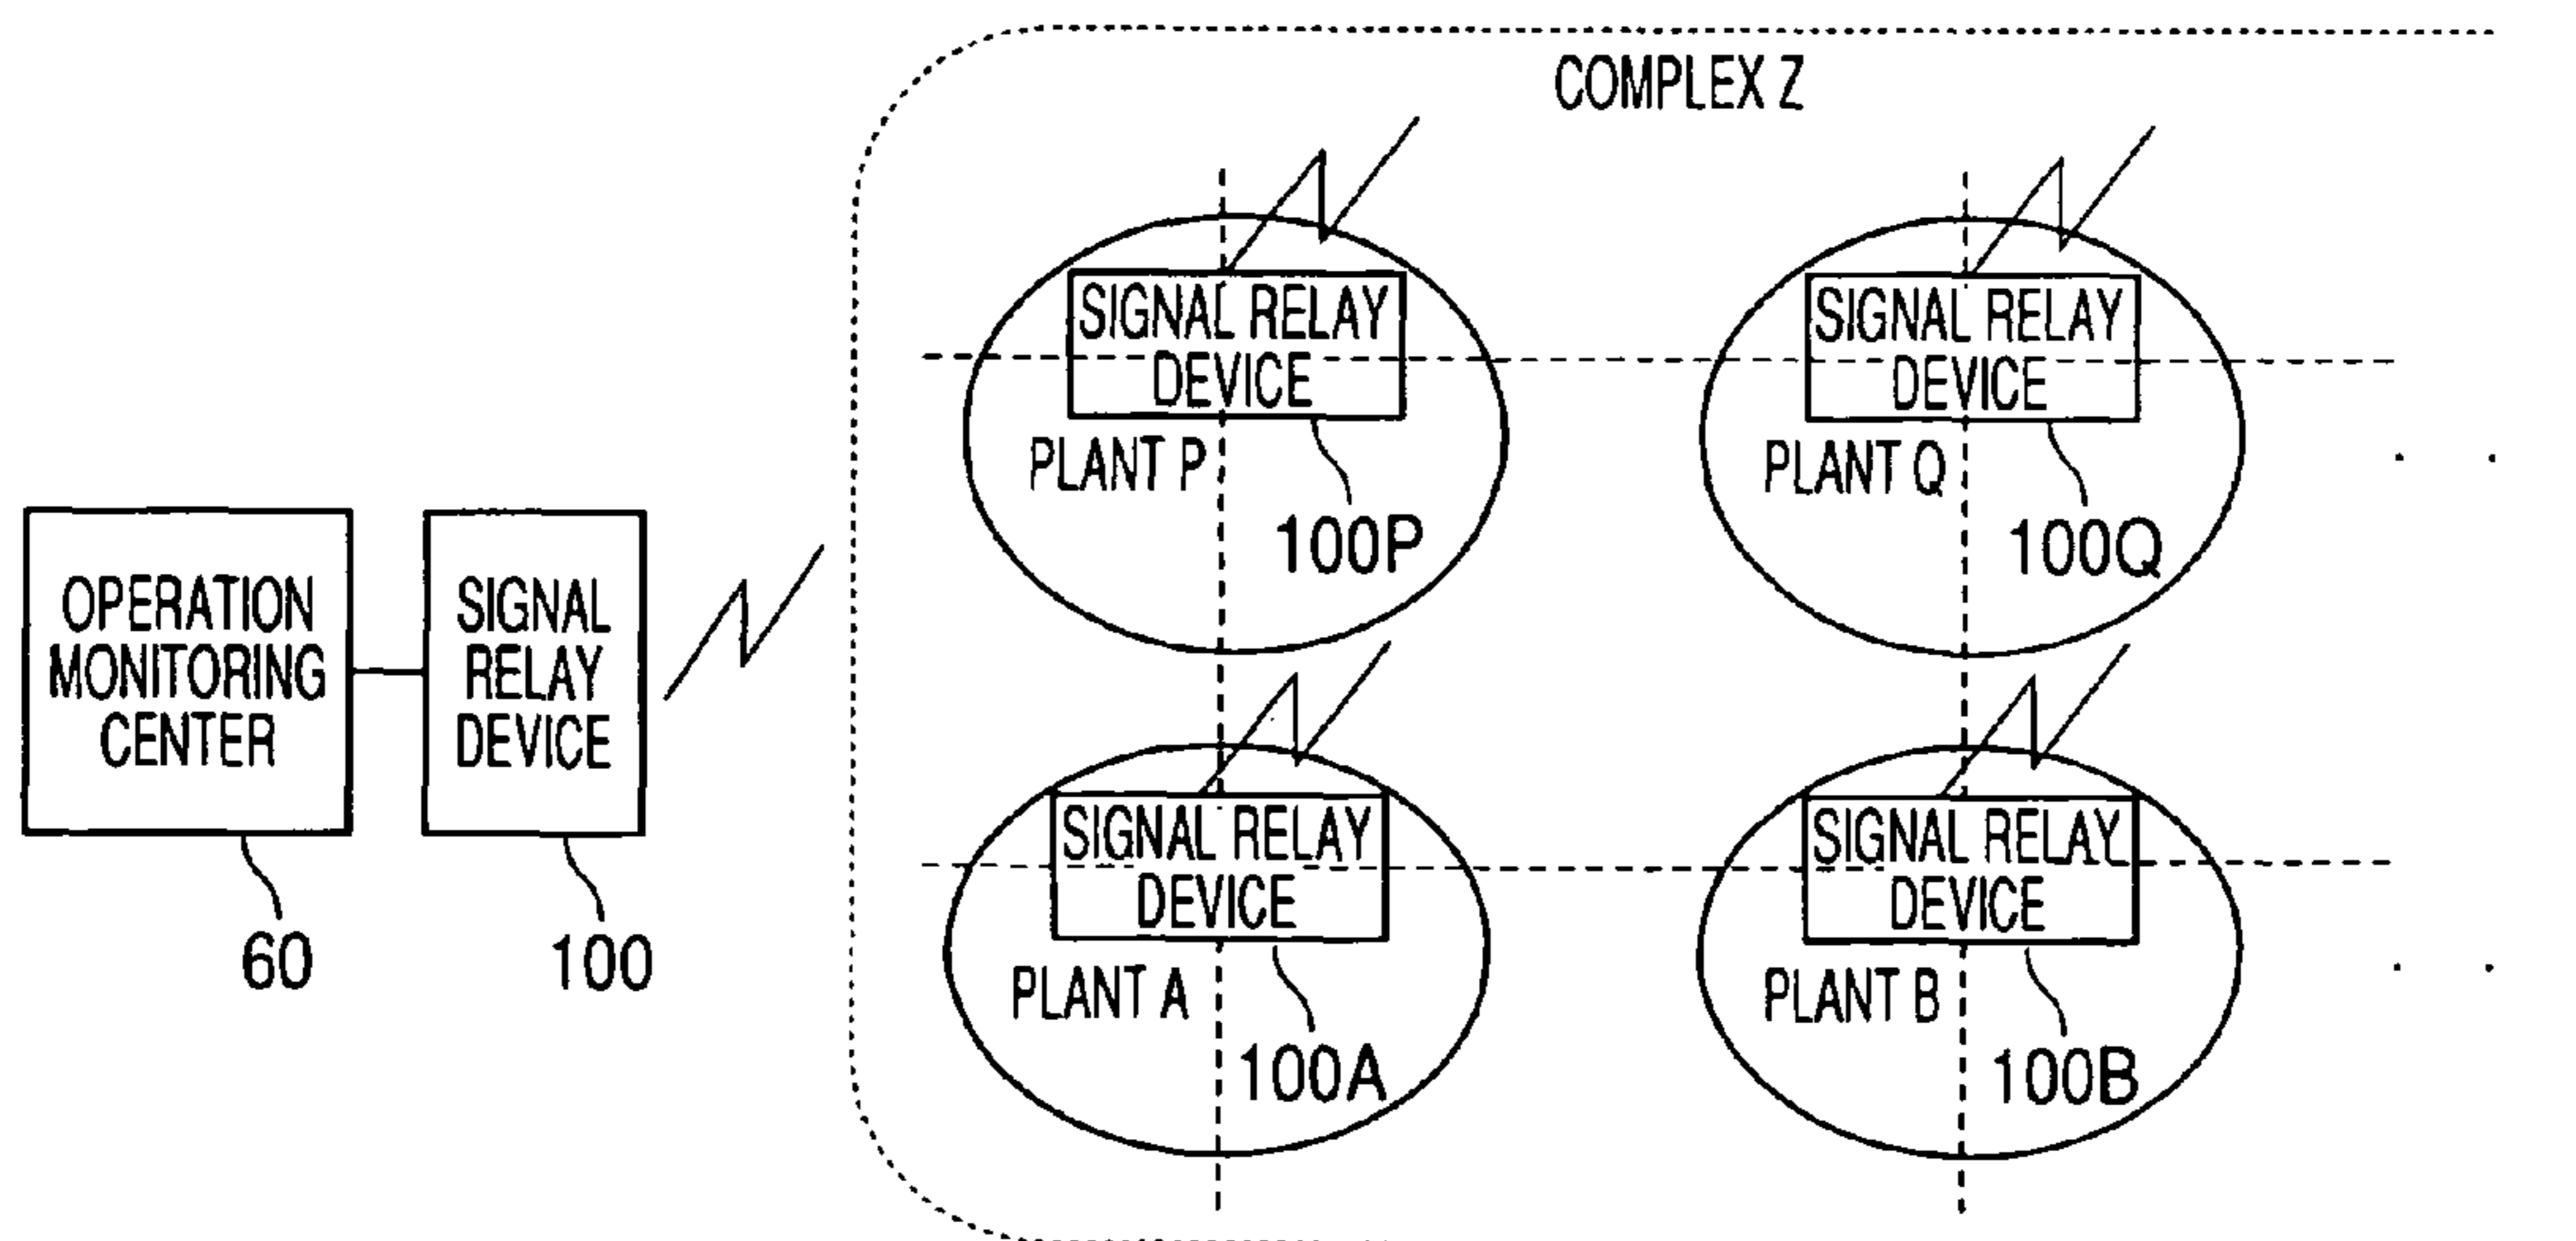 COMPLEX Z
SIGNAL RELAY
DEVICE
PLANT P
100P
SIGNAL RELAY
DEVICE
PLANT Q
100Q
OPERATION
MONITORING
CENTER
60
SIGNAL
RELAY
DEVICE
100
SIGNAL RELAY
DEVICE
PLANT A
100A
SIGNAL RELAY
DEVICE
PLANT B
100B